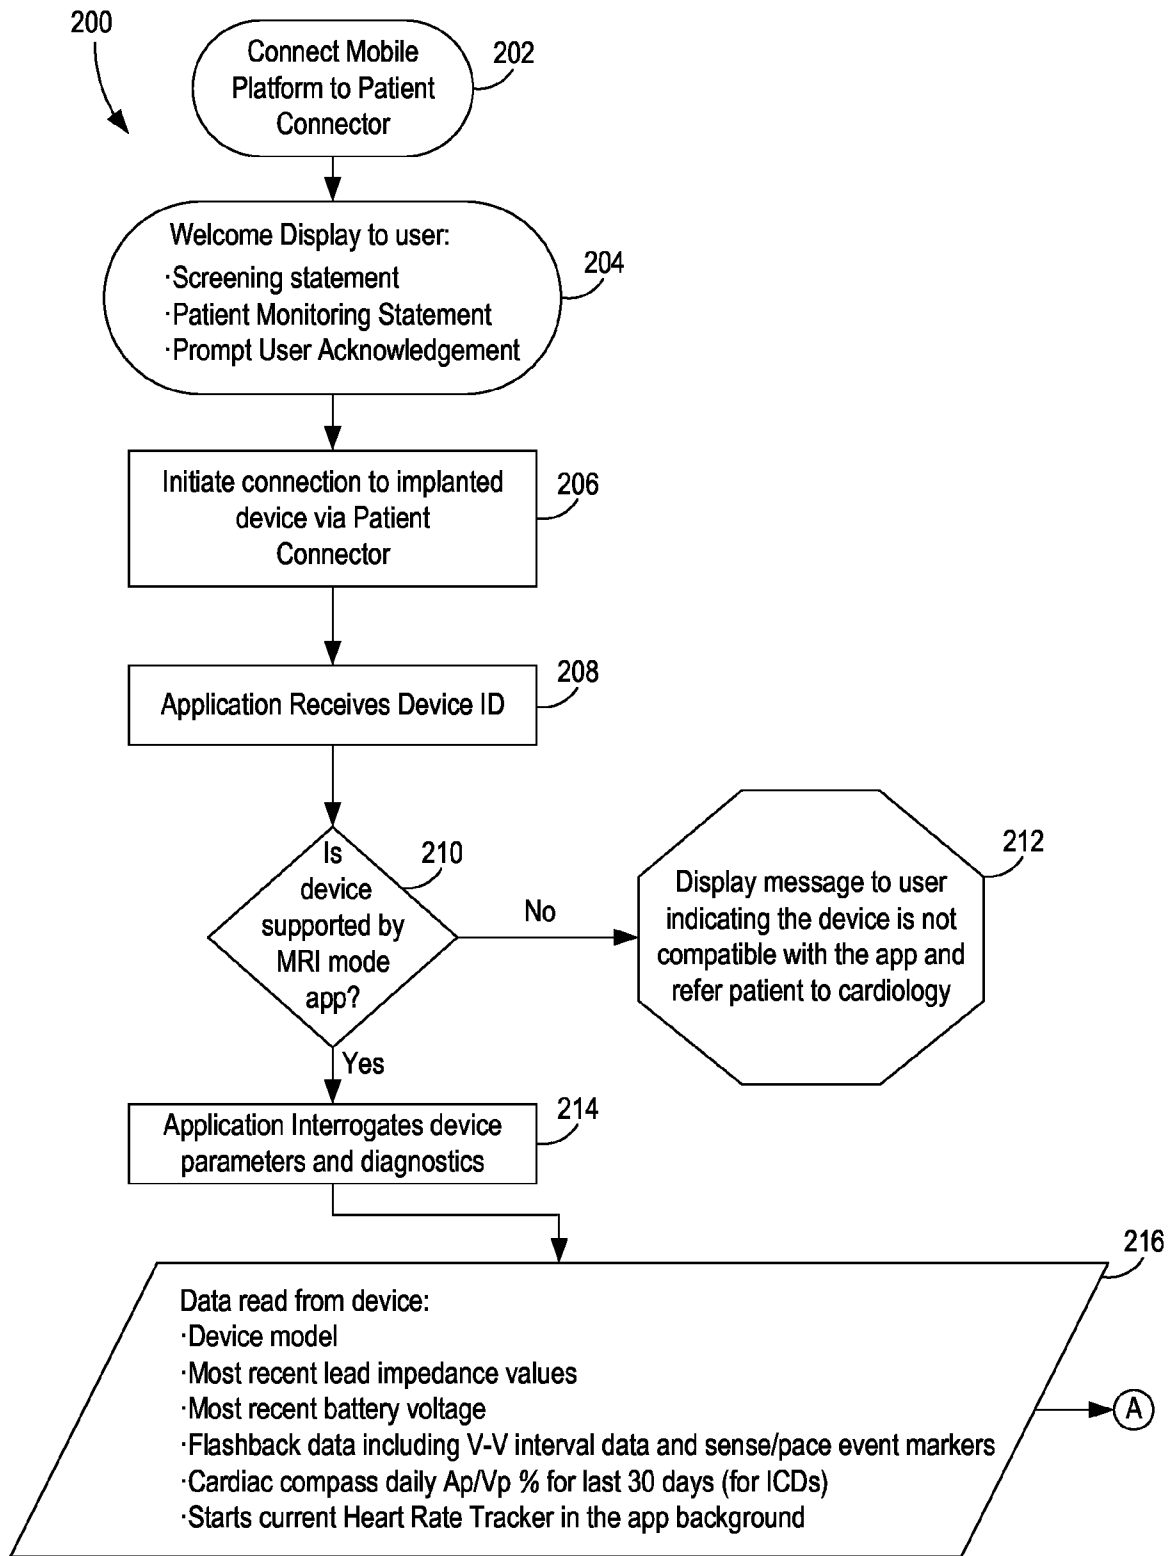 200
Connect Mobile
Platform to Patient
Connector
202
Welcome Display to user:
·Screening statement
·Patient Monitoring Statement
·Prompt User Acknowledgement
204
Initiate connection to implanted
device via Patient
Connector
206
Application Receives Device ID
208
Is
device
supported by
MRI mode
app?
210
No
Display message to user
indicating the device is not
compatible with the app and
refer patient to cardiology
212
Yes
Application Interrogates device
parameters and diagnostics
214
Data read from device:
·Device model
·Most recent lead impedance values
·Most recent battery voltage
·Flashback data including V-V interval data and sense/pace event markers
·Cardiac compass daily Ap/Vp % for last 30 days (for ICDs)
·Starts current Heart Rate Tracker in the app background
216
A